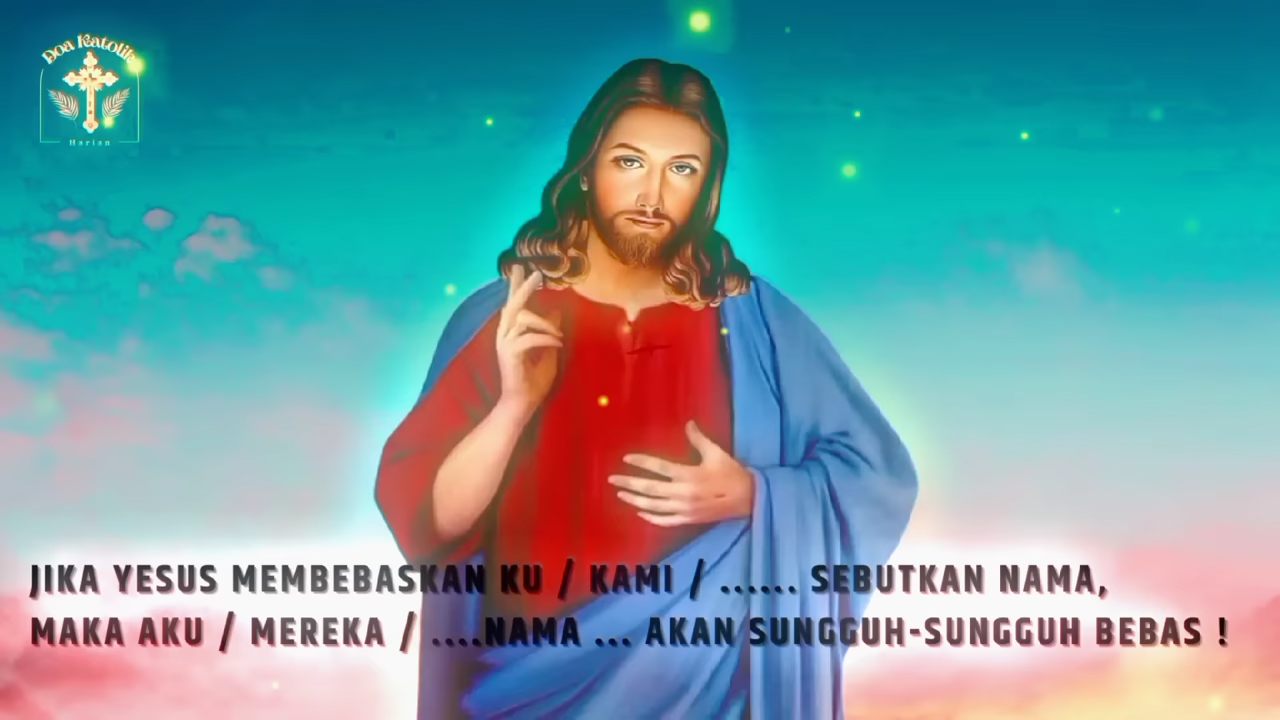 Doa Katolik
Harian
JIKA YESUS MEMBEBASKAN KU / KAMI / ...... SEBUTKAN NAMA,
MAKA AKU / MEREKA / ....NAMA ... AKAN SUNGGUH-SUNGGUH BEBAS !